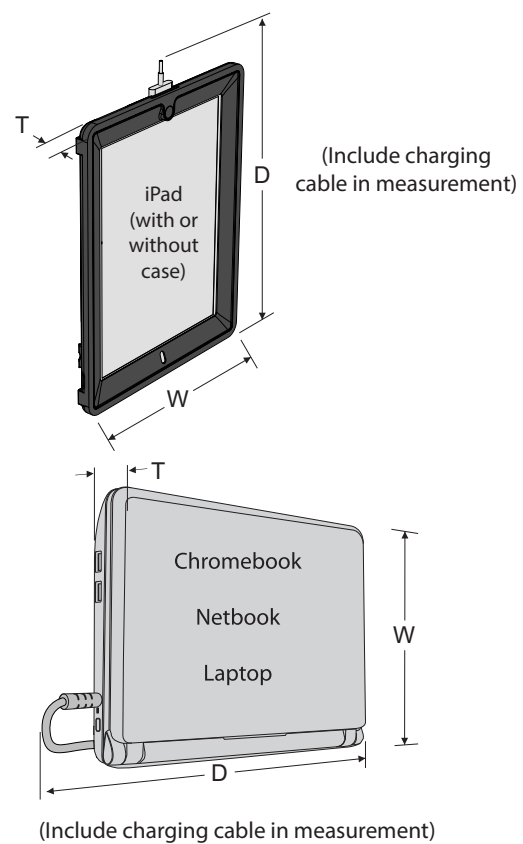 T
D
(Include charging
cable in measurement)
iPad
(with or
without
case)
W
T
Chromebook
Netbook
Laptop
W
D
(Include charging cable in measurement)